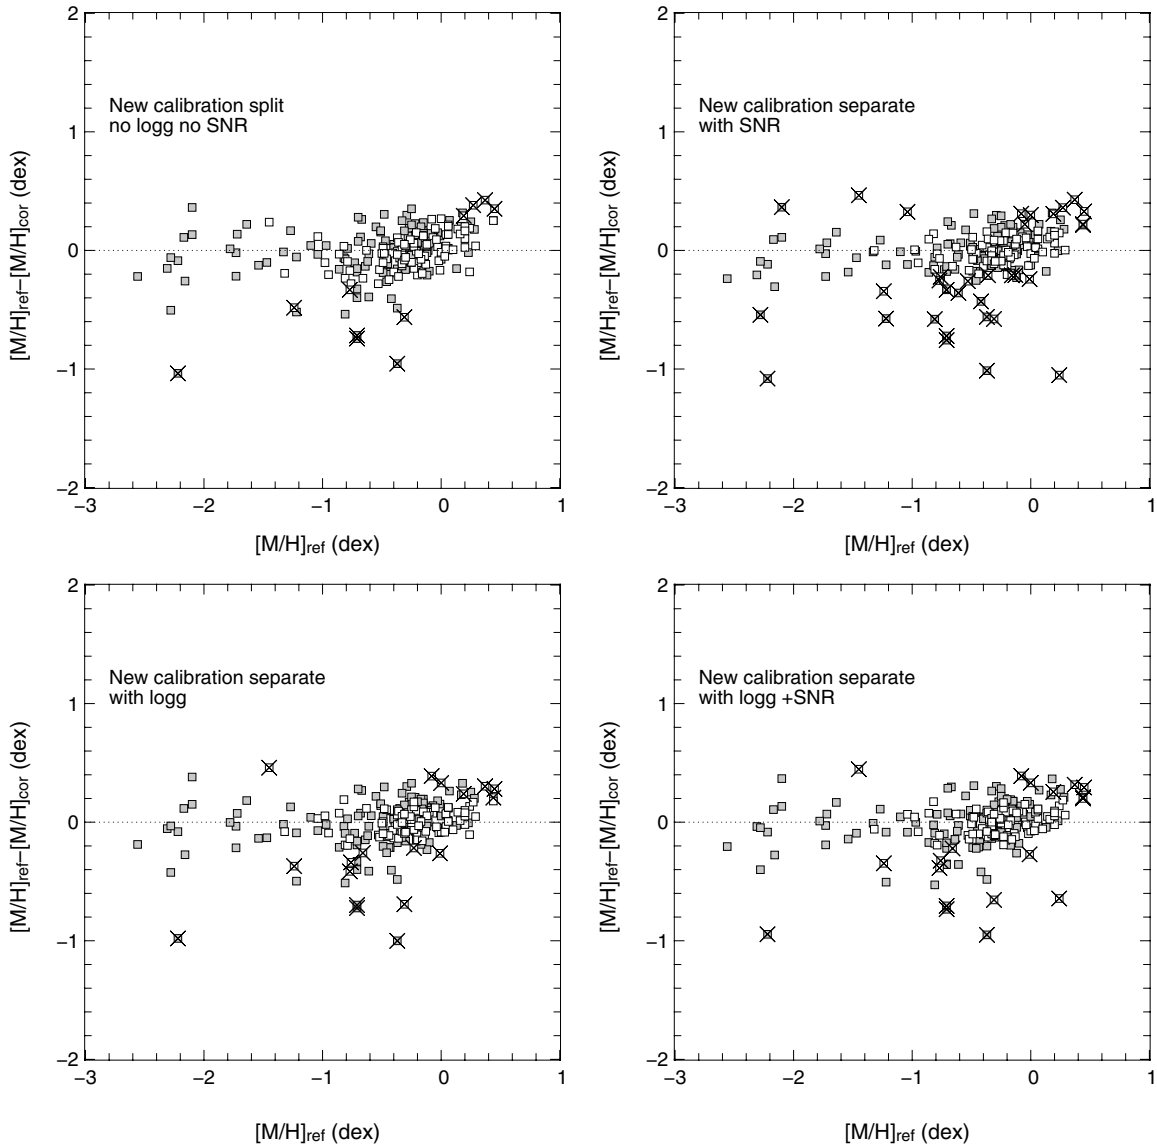 2
1
0
−1
−2
−3
−2
−1
0
1
[M/H]ref−[M/H]cor (dex)
[M/H]ref (dex)
New calibration split
no logg no SNR
2
1
0
−1
−2
−3
−2
−1
0
1
[M/H]ref−[M/H]cor (dex)
[M/H]ref (dex)
New calibration separate
with SNR
2
1
0
−1
−2
−3
−2
−1
0
1
[M/H]ref−[M/H]cor (dex)
[M/H]ref (dex)
New calibration separate
with logg
2
1
0
−1
−2
−3
−2
−1
0
1
[M/H]ref−[M/H]cor (dex)
[M/H]ref (dex)
New calibration separate
with logg +SNR